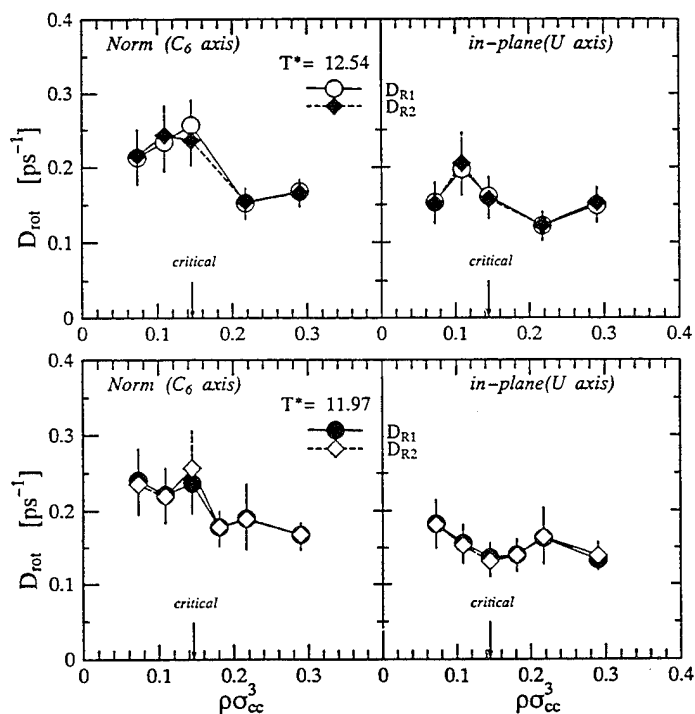 0.4
Norm (C6 axis)
in-plane(U axis)
T* = 12.54
0.3
DR1
DR2
0.2
Drot [ps⁻¹]
0.1
critical
critical
0
0 0.1 0.2 0.3 0 0.1 0.2 0.3 0.4
0.4
Norm (C6 axis)
in-plane(U axis)
T*= 11.97
0.3
DR1
DR2
0.2
Drot [ps⁻¹]
0.1
critical
critical
0
0 0.1 0.2 0.3 0 0.1 0.2 0.3 0.4
ρσ³cc ρσ³cc